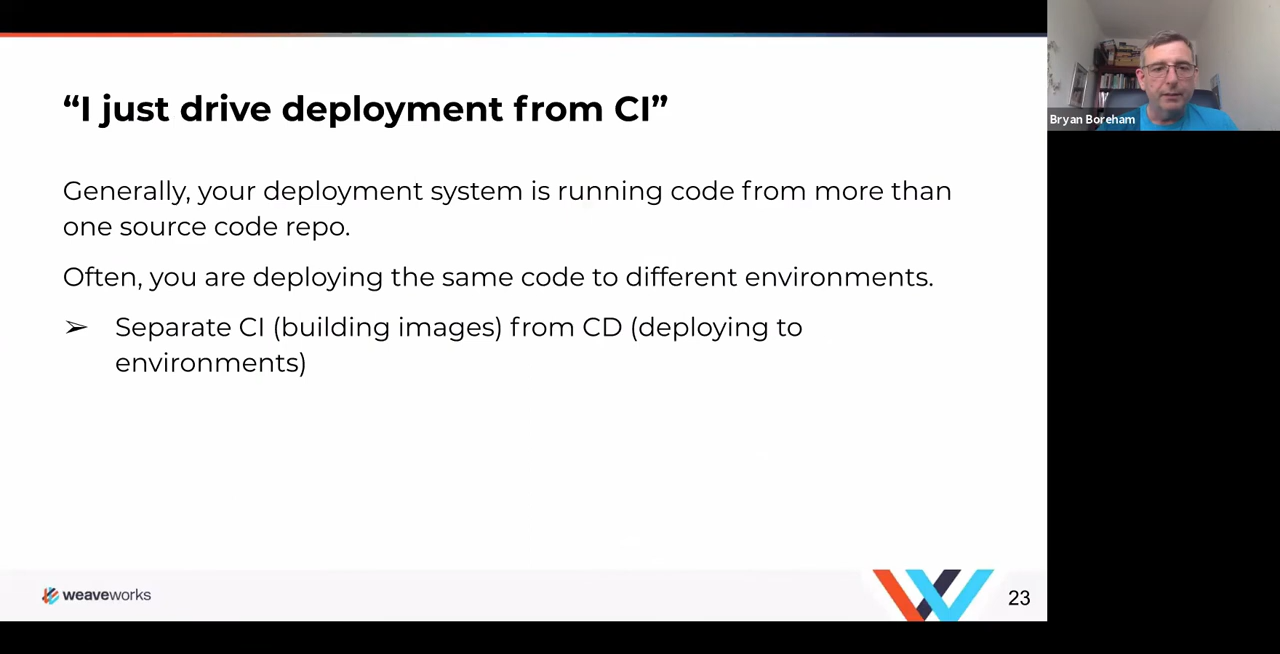 “I just drive deployment from CI”
Bryan Boreham
Generally, your deployment system is running code from more than
one source code repo.
Often, you are deploying the same code to different environments.
➢ Separate CI (building images) from CD (deploying to
environments)
weaveworks
23